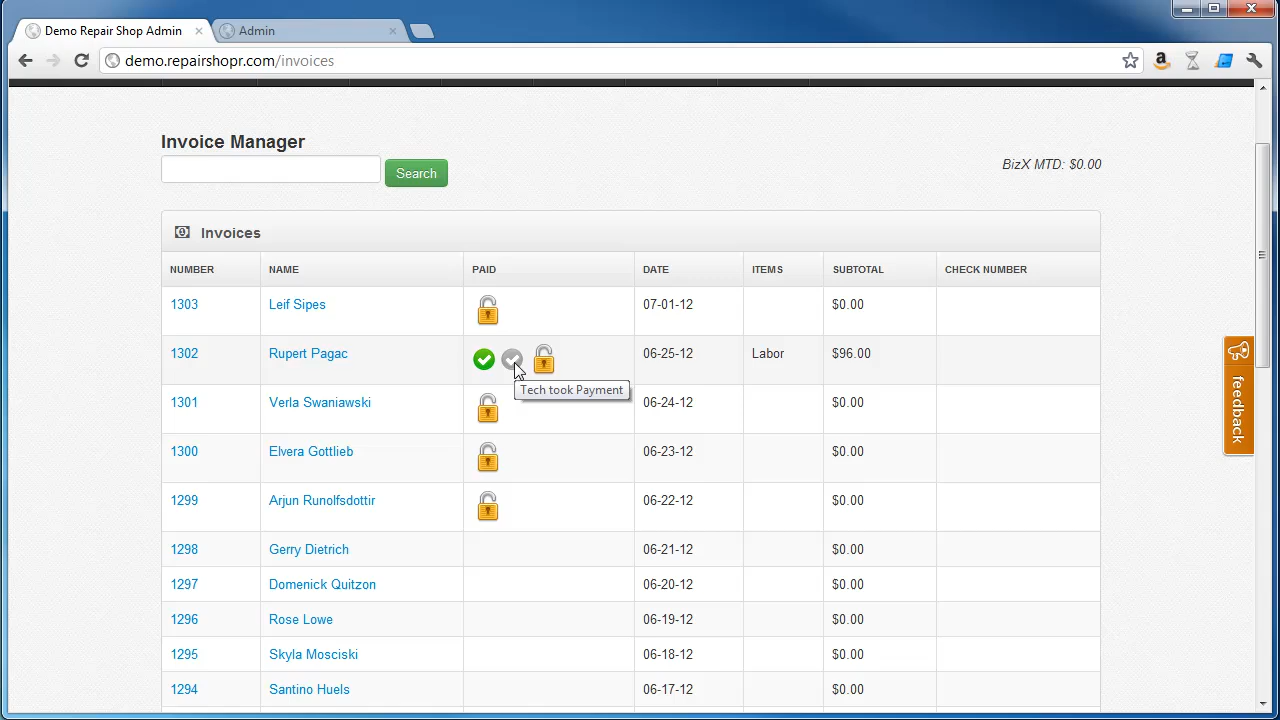 Demo Repair Shop Admin
Admin
demo.repairshopr.com/invoices
Invoice Manager
Search
BizX MTD: $0.00
Invoices
NUMBER NAME PAID DATE ITEMS SUBTOTAL CHECK NUMBER
1303 Leif Sipes 07-01-12 $0.00
1302 Rupert Pagac 06-25-12 Labor $96.00
Tech took Payment
1301 Verla Swaniawski 06-24-12 $0.00
1300 Elvera Gottlieb 06-23-12 $0.00
1299 Arjun Runolfsdottir 06-22-12 $0.00
1298 Gerry Dietrich 06-21-12 $0.00
1297 Domenick Quitzon 06-20-12 $0.00
1296 Rose Lowe 06-19-12 $0.00
1295 Skyla Mosciski 06-18-12 $0.00
1294 Santino Huels 06-17-12 $0.00
feedback